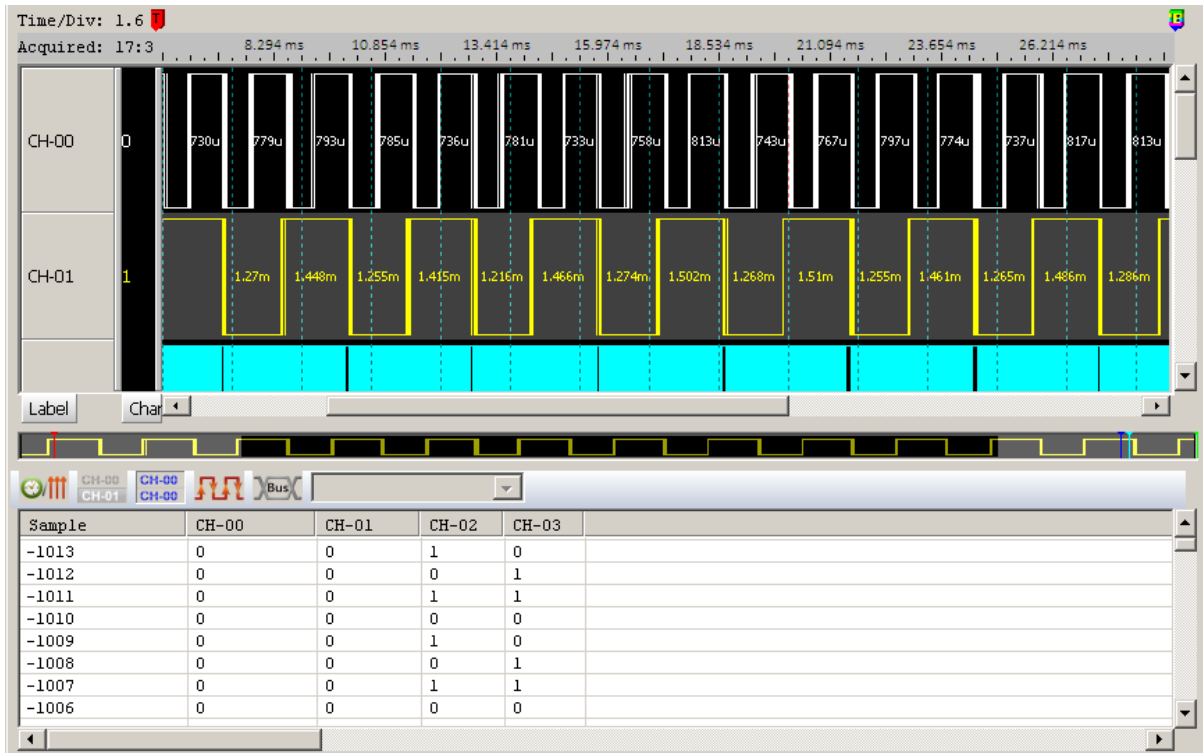 Time/Div: 1.6 T
Acquired: 17:3 8.294 ms 10.854 ms 13.414 ms 15.974 ms 18.534 ms 21.094 ms 23.654 ms 26.214 ms
CH-00 0 730u 779u 793u 785u 736u 781u 733u 758u 813u 743u 767u 797u 774u 737u 817u 813u
CH-01 1 1.27m 1.448m 1.255m 1.415m 1.216m 1.466m 1.274m 1.502m 1.268m 1.51m 1.255m 1.461m 1.265m 1.486m 1.286m
Label Char
CH-00 CH-00 Bus
CH-01 CH-00
Sample CH-00 CH-01 CH-02 CH-03
-1013 0 0 1 0
-1012 0 0 0 1
-1011 0 0 1 1
-1010 0 0 0 0
-1009 0 0 1 0
-1008 0 0 0 1
-1007 0 0 1 1
-1006 0 0 0 0